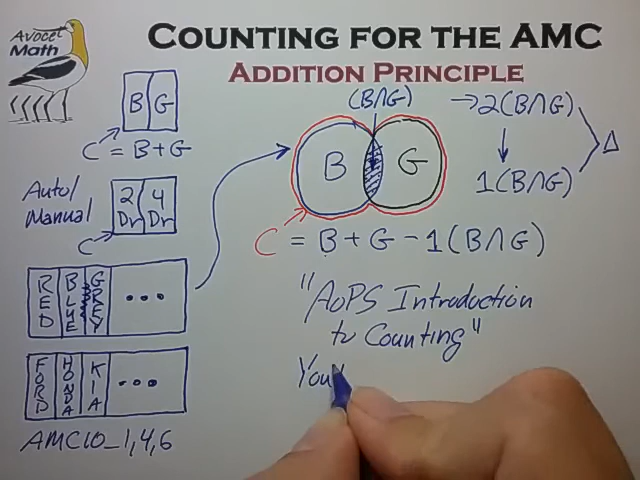 Avocet
Math
COUNTING FOR THE AMC
ADDITION PRINCIPLE
B G
C = B + G
(B∩G)
B G
→2(B∩G)
↓
1(B∩G)
Δ
C = B + G - 1(B∩G)
Auto/
Manual
2 Dr 4 Dr
C
RED BLUE GREY ...
FORD HONDA KIA ...
AMC10_1,4,6
"AoPS Introduction
to Counting"
You